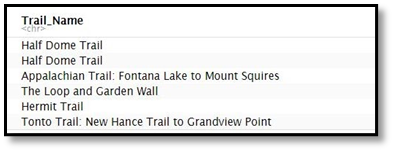 Trail_Name
<chr>
Half Dome Trail
Half Dome Trail
Appalachian Trail: Fontana Lake to Mount Squires
The Loop and Garden Wall
Hermit Trail
Tonto Trail: New Hance Trail to Grandview Point